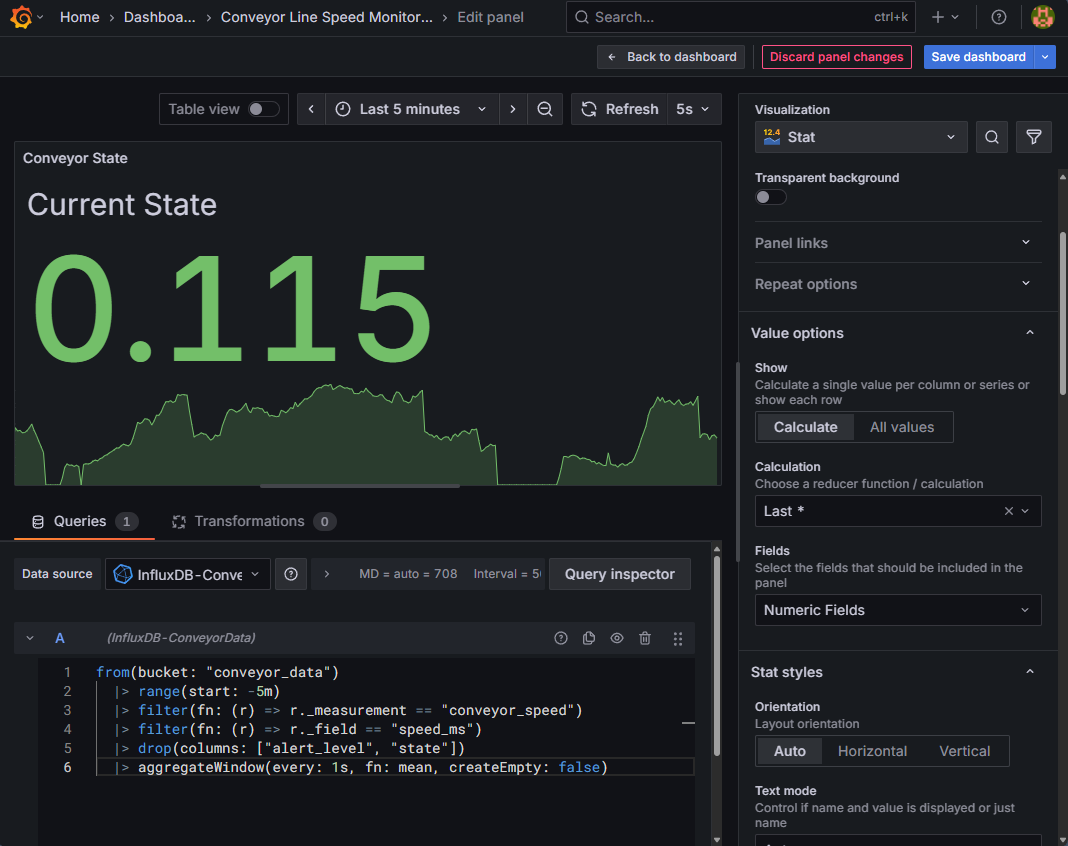 Home › Dashboa... › Conveyor Line Speed Monitor... › Edit panel
Search... ctrl+k
Back to dashboard
Discard panel changes
Save dashboard
Table view
Last 5 minutes
Refresh
5s
Conveyor State
Current State
0.115
Queries 1
Transformations 0
Data source
InfluxDB-Conve
MD = auto = 708
Interval =
Query inspector
A (InfluxDB-ConveyorData)
1 from(bucket: "conveyor_data")
2 |> range(start: -5m)
3 |> filter(fn: (r) => r._measurement == "conveyor_speed")
4 |> filter(fn: (r) => r._field == "speed_ms")
5 |> drop(columns: ["alert_level", "state"])
6 |> aggregateWindow(every: 1s, fn: mean, createEmpty: false)
Visualization
12.4
Stat
Transparent background
Panel links
Repeat options
Value options
Show
Calculate a single value per column or series or
show each row
Calculate
All values
Calculation
Choose a reducer function / calculation
Last *
Fields
Select the fields that should be included in the
panel
Numeric Fields
Stat styles
Orientation
Layout orientation
Auto
Horizontal
Vertical
Text mode
Control if name and value is displayed or just
name